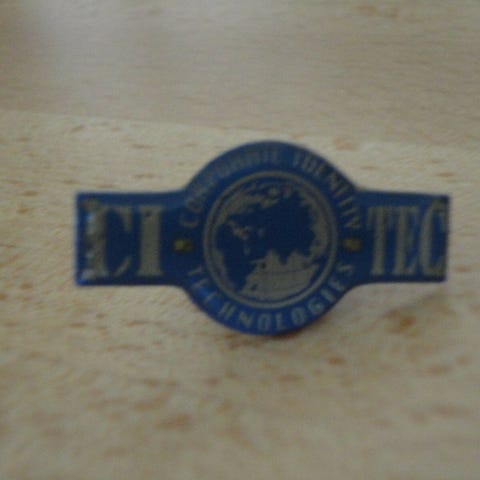 CI TEC
CORPORATE IDENTITY
TECHNOLOGIES